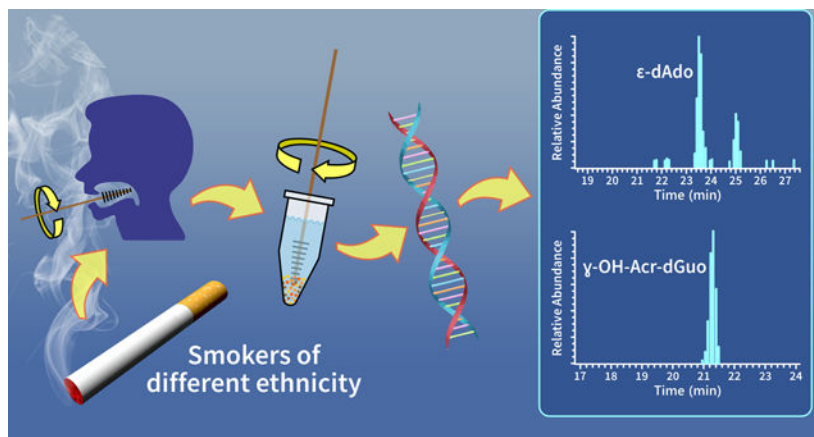 Smokers of
different ethnicity
Relative Abundance
ε-dAdo
19 20 21 22 23 24 25 26 27
Time (min)
Relative Abundance
γ-OH-Acr-dGuo
17 18 19 20 21 22 23 24
Time (min)